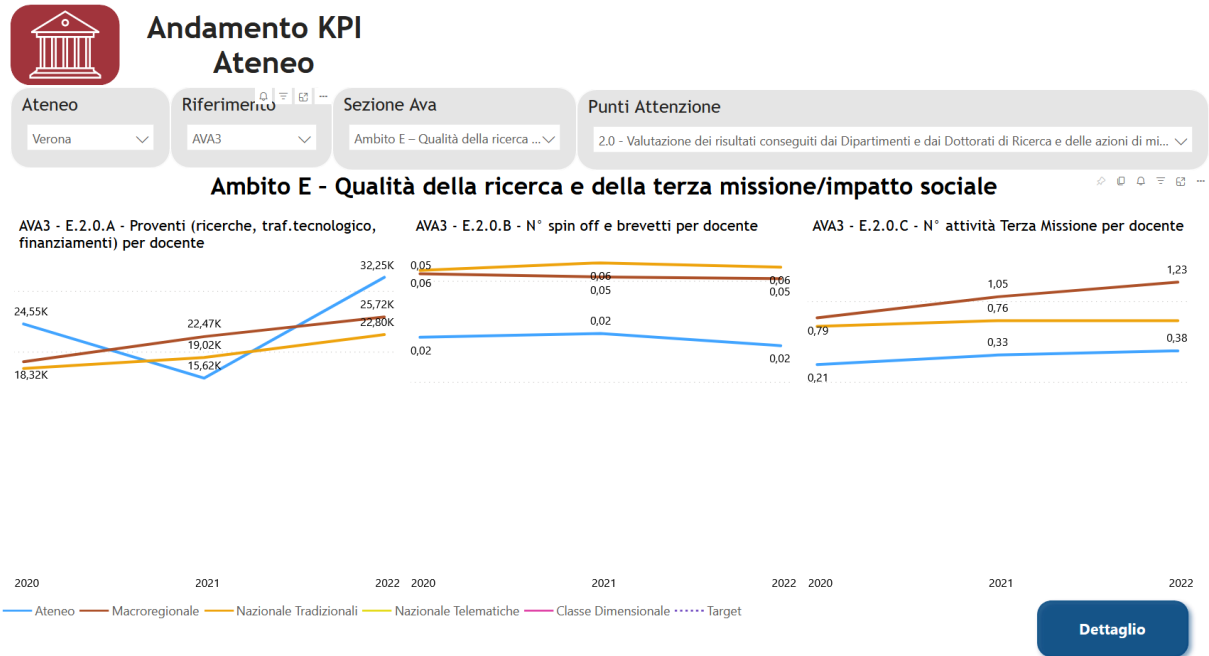 Andamento KPI
Ateneo
Ateneo
Riferimento
Sezione Ava
Punti Attenzione
Verona
AVA3
Ambito E – Qualità della ricerca ...
2.0 - Valutazione dei risultati conseguiti dai Dipartimenti e dai Dottorati di Ricerca e delle azioni di mi...
Ambito E - Qualità della ricerca e della terza missione/impatto sociale
AVA3 - E.2.0.A - Proventi (ricerche, traf.tecnologico,
finanziamenti) per docente
24,55K
18,32K
22,47K
19,02K
15,62K
32,25K
25,72K
22,80K
2020
2021
2022
AVA3 - E.2.0.B - N° spin off e brevetti per docente
0,05
0,06
0,02
0,06
0,05
0,02
0,06
0,05
0,02
2020
2021
2022
AVA3 - E.2.0.C - N° attività Terza Missione per docente
0,79
0,21
1,05
0,76
0,33
1,23
0,38
2020
2021
2022
Ateneo
Macroregionale
Nazionale Tradizionali
Nazionale Telematiche
Classe Dimensionale
Target
Dettaglio